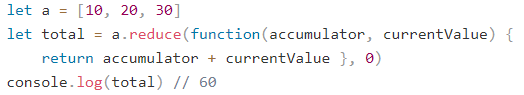 let a = [10, 20, 30]
let total = a.reduce(function(accumulator, currentValue) {
    return accumulator + currentValue }, 0)
console.log(total) // 60